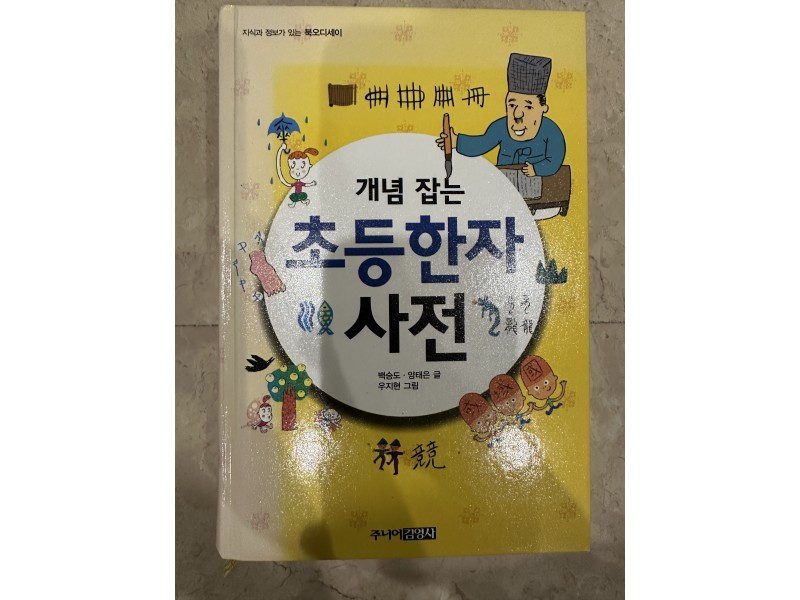 지식과 정보가 있는 북오디세이
개념 잡는
초등한자
사전
백승도·양태은 글
우지현 그림
競
주니어김영사